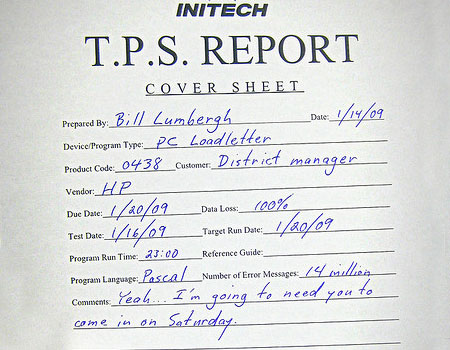 INITECH
T.P.S. REPORT
COVER SHEET
Prepared By: Bill Lumbergh Date: 1/14/09
Device/Program Type: PC Loadletter
Product Code: 0438 Customer: District manager
Vendor: HP
Due Date: 1/20/09 Data Loss: 100%
Test Date: 1/16/09 Target Run Date: 1/20/09
Program Run Time: 23:00 Reference Guide:
Program Language: Pascal Number of Error Messages: 14 million
Comments: Yeah... I'm going to need you to
come in on Saturday.